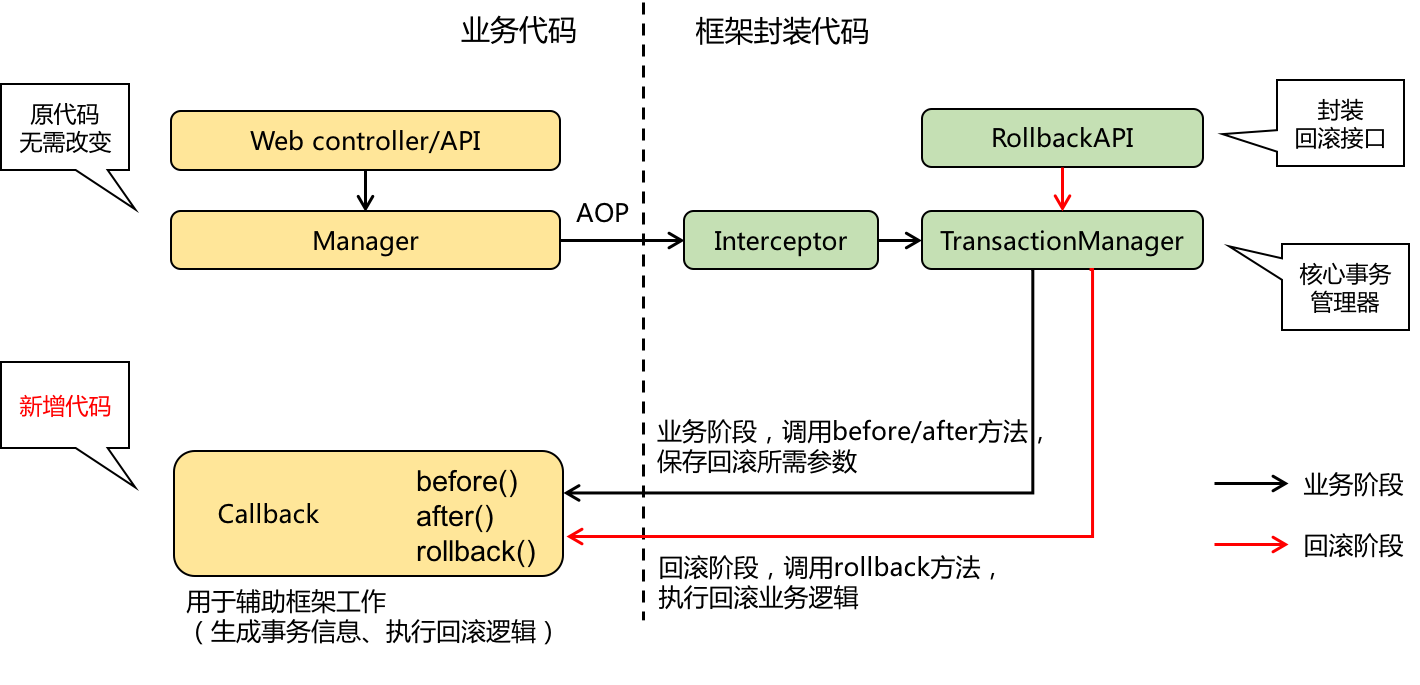 业务代码
框架封装代码
原代码
无需改变
Web controller/API
RollbackAPI
封装
回滚接口
Manager
AOP
Interceptor
TransactionManager
核心事务
管理器
新增代码
业务阶段，调用before/after方法，
保存回滚所需参数
Callback
before()
after()
rollback()
业务阶段
回滚阶段
回滚阶段，调用rollback方法，
执行回滚业务逻辑
用于辅助框架工作
（生成事务信息、执行回滚逻辑）